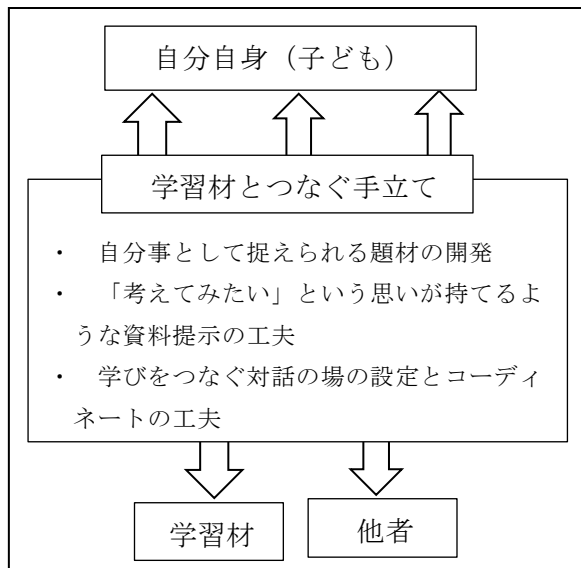 自分自身（子ども）
学習材とつなぐ手立て
・　自分事として捉えられる題材の開発
・　「考えてみたい」という思いが持てるよ
うな資料提示の工夫
・　学びをつなぐ対話の場の設定とコーディ
ネートの工夫
学習材
他者